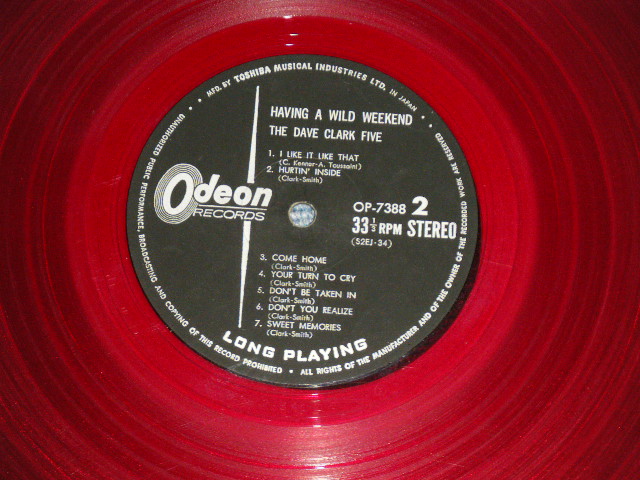 • MFD. BY TOSHIBA MUSICAL INDUSTRIES LTD. IN JAPAN •
HAVING A WILD WEEKEND
THE DAVE CLARK FIVE
1. I LIKE IT LIKE THAT
(C. Kenner-A. Toussaint)
2. HURTIN' INSIDE
(Clark-Smith)
Odeon
RECORDS
OP-7388 2
33⅓ RPM STEREO
(S2EJ-34)
3. COME HOME
(Clark-Smith)
4. YOUR TURN TO CRY
(Clark-Smith)
5. DON'T BE TAKEN IN
(Clark-Smith)
6. DON'T YOU REALIZE
(Clark-Smith)
7. SWEET MEMORIES
(Clark-Smith)
LONG PLAYING
UNAUTHORIZED PUBLIC PERFORMANCE, BROADCASTING AND COPYING OF THIS RECORD PROHIBITED • ALL RIGHTS OF THE MANUFACTURER AND OF THE OWNER OF THE RECORDED WORK ARE RESERVED